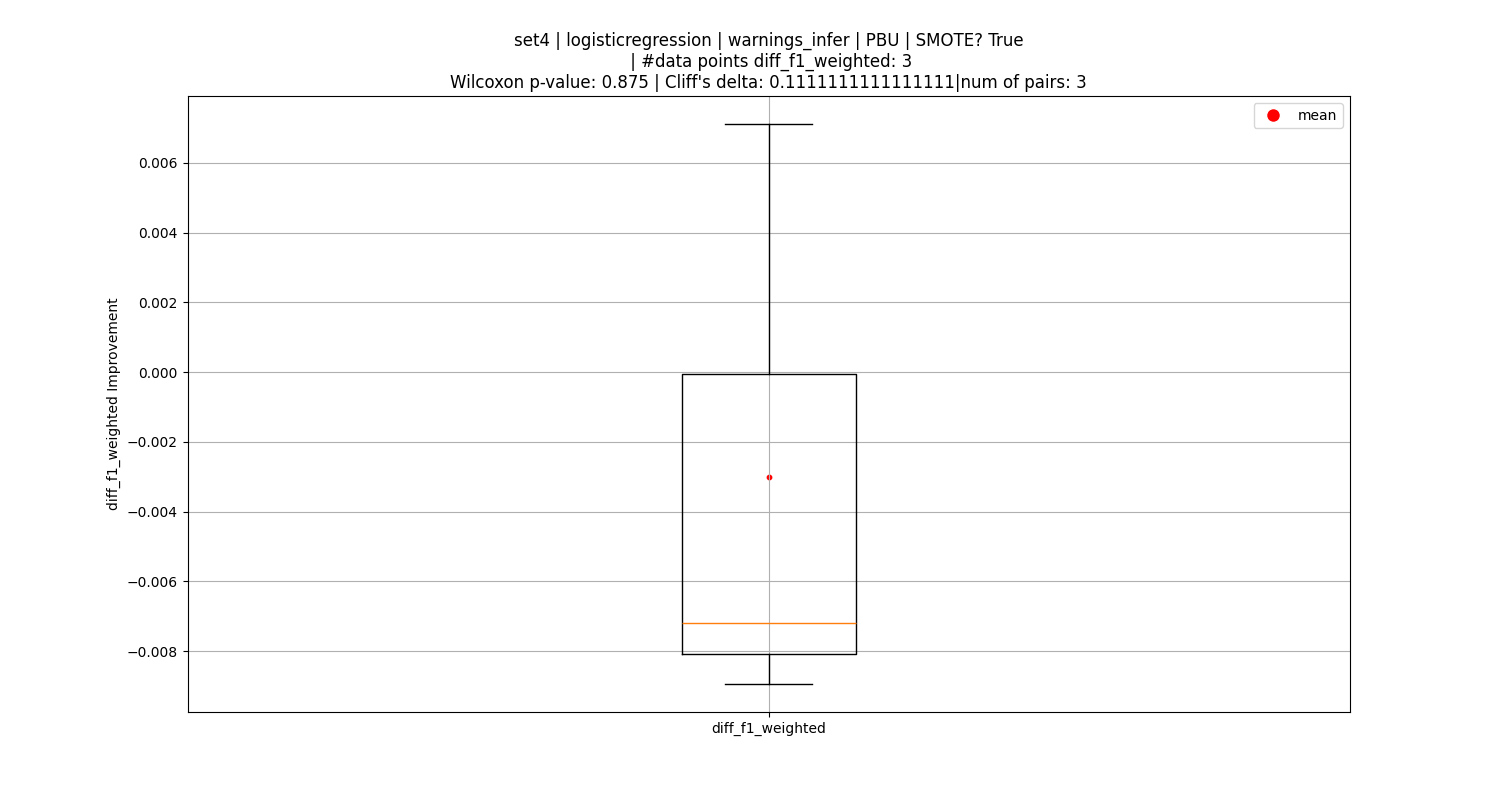 set4 | logisticregression | warnings_infer | PBU | SMOTE? True
| #data points diff_f1_weighted: 3
Wilcoxon p-value: 0.875 | Cliff's delta: 0.1111111111111111|num of pairs: 3
mean
0.006
0.004
0.002
0.000
−0.002
−0.004
−0.006
−0.008
diff_f1_weighted Improvement
diff_f1_weighted